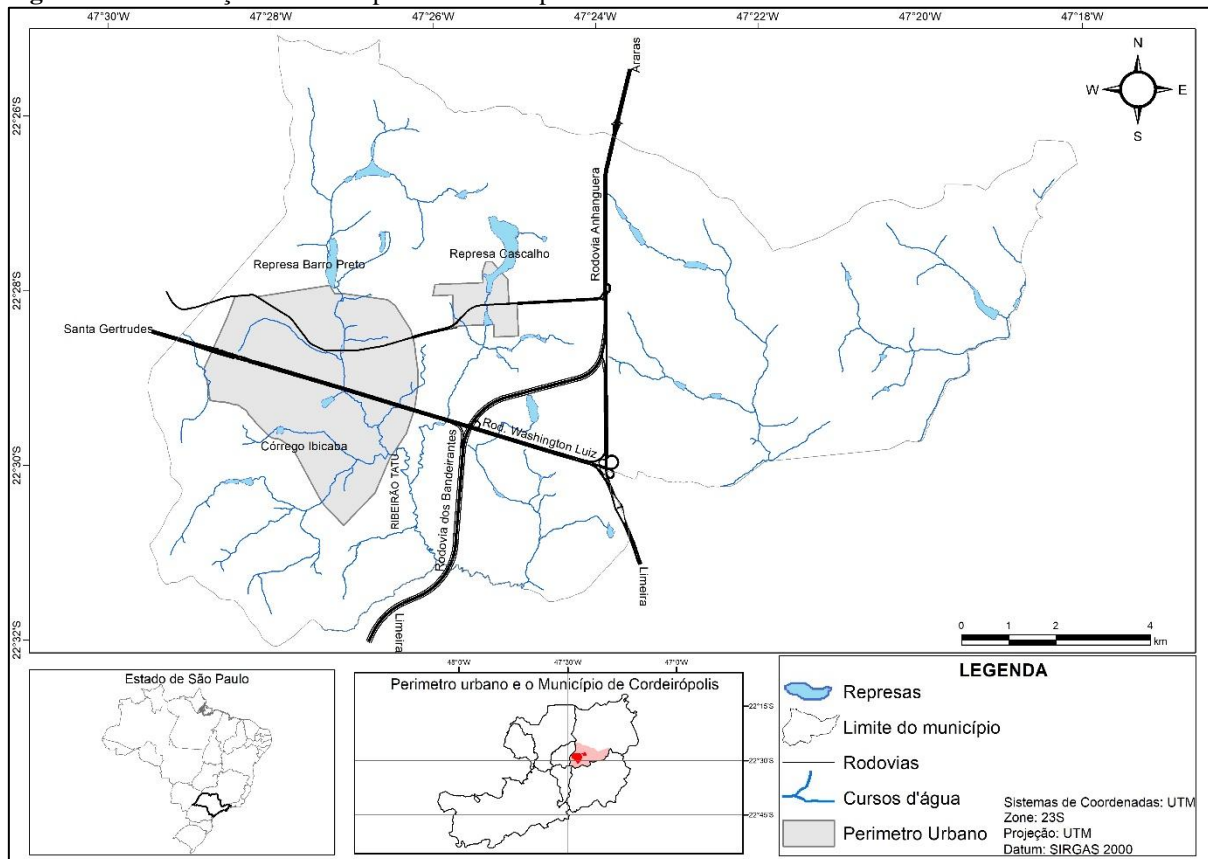 47°30'W 47°28'W 47°26'W 47°24'W 47°22'W 47°20'W 47°18'W
22°26'S
22°28'S
22°30'S
22°32'S
N
W E
S
Araras
Rodovia Anhanguera
Represa Barro Preto
Represa Cascalho
Santa Gertrudes
Córrego Ibicaba
RIBEIRÃO TATU
Rodovia dos Bandeirantes
Rod. Washington Luiz
Limeira
Limeira
0 1 2 4
km
Estado de São Paulo
Perimetro urbano e o Município de Cordeirópolis
48°0'W 47°30'W 47°0'W
22°15'S
22°30'S
22°45'S
LEGENDA
Represas
Limite do município
Rodovias
Cursos d'água
Perimetro Urbano
Sistemas de Coordenadas: UTM
Zone: 23S
Projeção: UTM
Datum: SIRGAS 2000